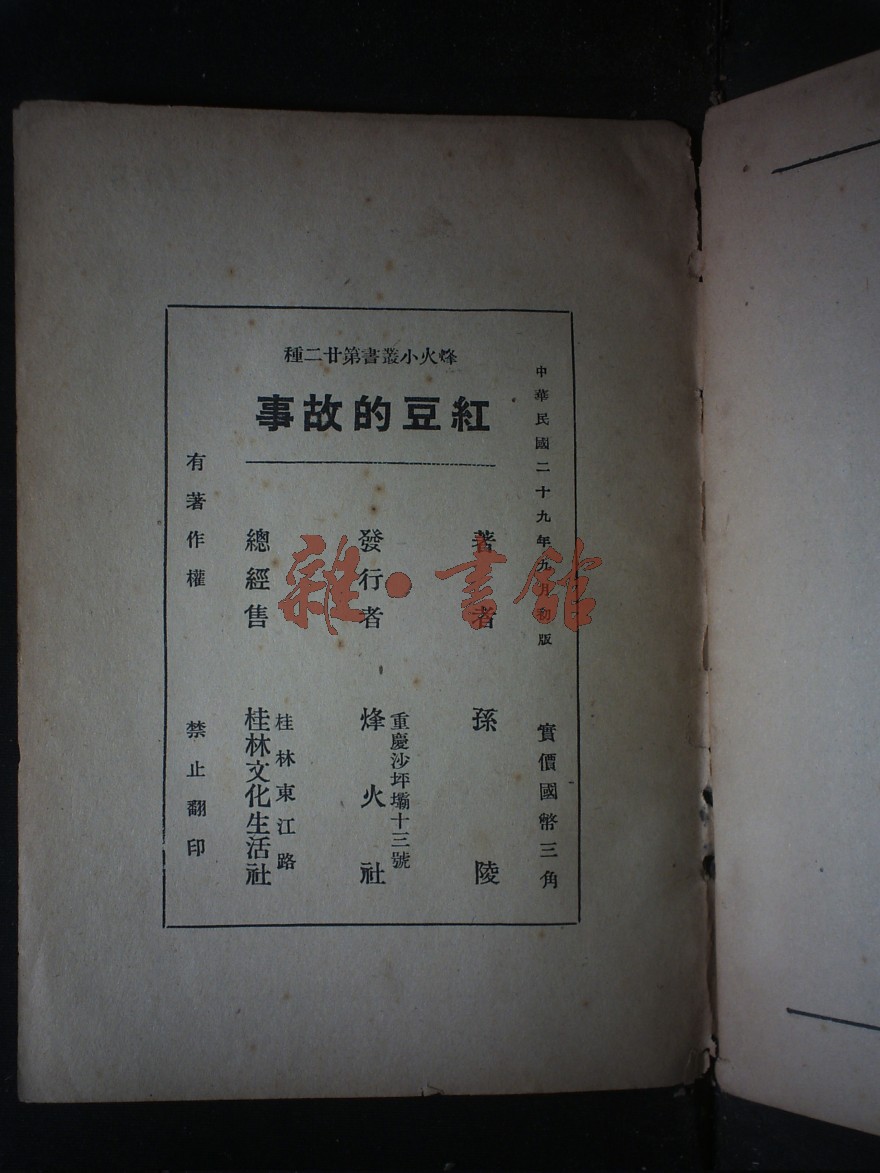 烽火小叢書第廿二種
紅豆的故事
中華民國二十九年九月初版
實價國幣三角
著者
孫陵
發行者
重慶沙坪壩十三號
烽火社
總經售
桂林東江路
桂林文化生活社
有著作權
禁止翻印
雜·書館